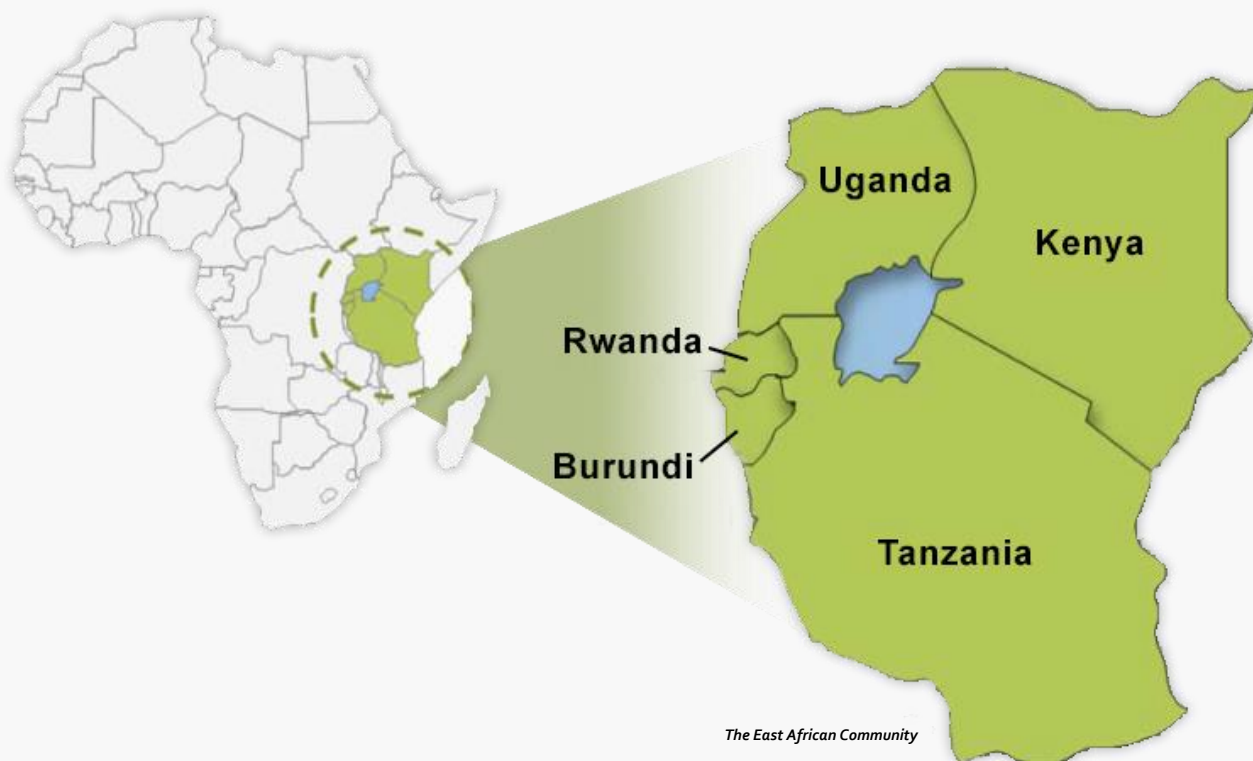 Uganda
Kenya
Rwanda
Burundi
Tanzania
The East African Community